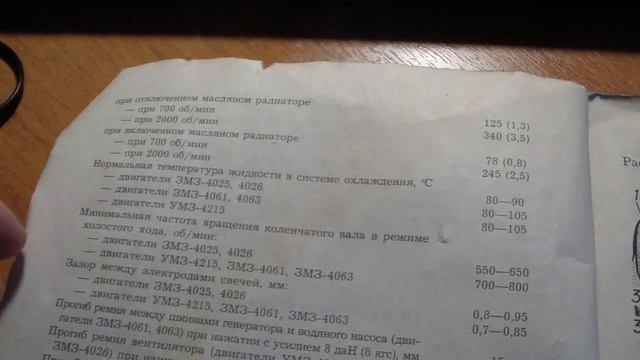 при отключенном масляном радиаторе
— при 700 об/мин 125 (1,3)
— при 2000 об/мин 340 (3,5)
при включенном масляном радиаторе
— при 700 об/мин 78 (0,8)
— при 2000 об/мин 245 (2,5)
Нормальная температура жидкости в системе охлаждения, °С
— двигатели ЗМЗ-4025, 4026 80—90
— двигатели ЗМЗ-4061, 4063 80—105
— двигатели УМЗ-4215 80—105
Минимальная частота вращения коленчатого вала в режиме
холостого хода, об/мин:
— двигатели ЗМЗ-4025, 4026 550—650
— двигатели УМЗ-4215, ЗМЗ-4061, ЗМЗ-4063 700—800
Зазор между электродами свечей, мм:
— двигатели ЗМЗ-4025, 4026 0,8—0,95
— двигатели УМЗ-4215, ЗМЗ-4061, ЗМЗ-4063 0,7—0,85
Прогиб ремня между шкивами генератора и водяного насоса (дви-
гатели ЗМЗ-4061, 4063) при нажатии с усилием 8 даН (8 кгс), мм
Прогиб ремня вентилятора (двигатели
ЗМЗ-4026) при